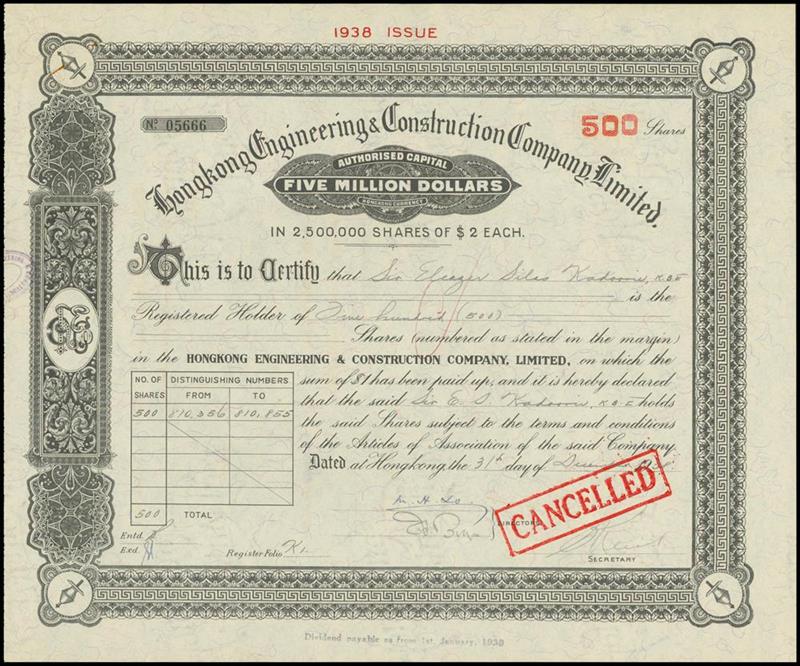 1938 ISSUE
Nº 05666
500 Shares
Hongkong Engineering & Construction Company, Limited.
AUTHORISED CAPITAL
FIVE MILLION DOLLARS
HONGKONG CURRENCY
IN 2,500,000 SHARES OF $2 EACH.
This is to Certify that Sir Eleazer Silas Kadoorie, K.B.E
is the
Registered Holder of Five hundred (500)
Shares (numbered as stated in the margin)
in the HONGKONG ENGINEERING & CONSTRUCTION COMPANY, LIMITED, on which the
sum of $1 has been paid up, and it is hereby declared
that the said Sir E. S. Kadoorie, K.B.E holds
the said Shares subject to the terms and conditions
of the Articles of Association of the said Company.
Dated at Hongkong, the 31st day of December
NO. OF SHARES DISTINGUISHING NUMBERS
FROM TO
500 810,356 810,855
500 TOTAL
CANCELLED
DIRECTORS
SECRETARY
Entd.
Exd.
Register Folio K1
Dividend payable as from 1st. January, 1939